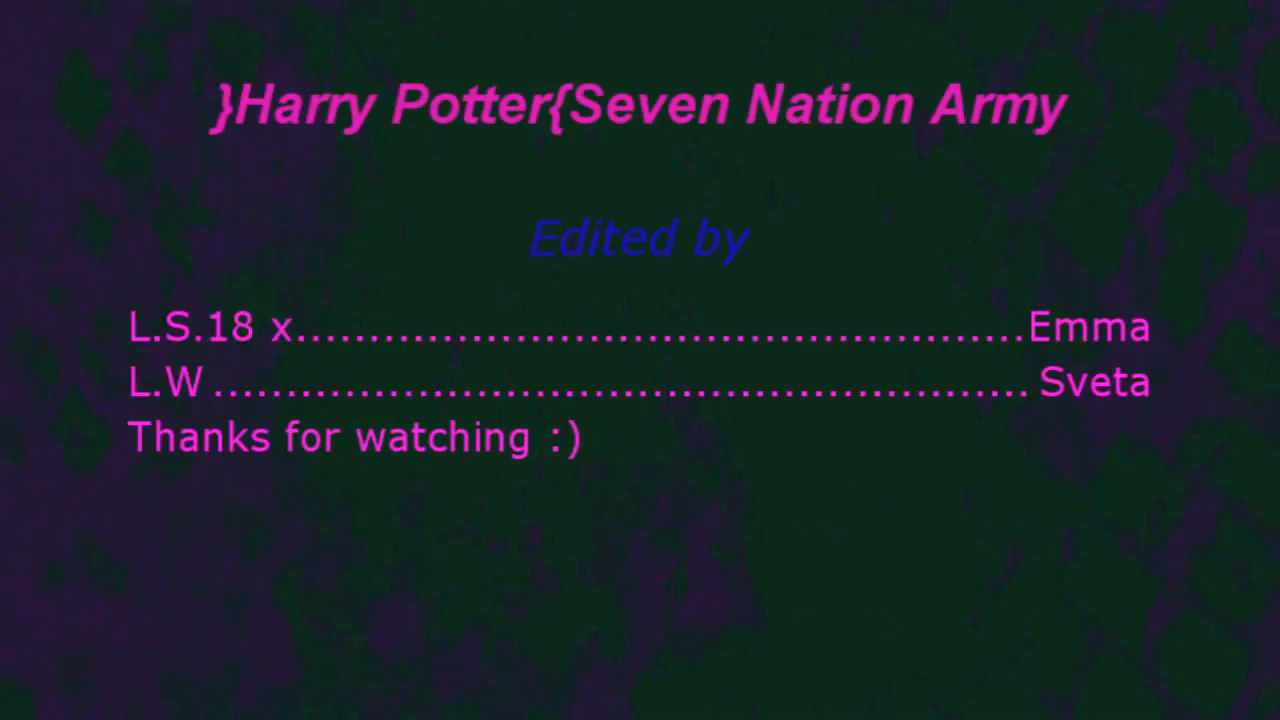 }Harry Potter{Seven Nation Army
Edited by
L.S.18 x..................................................Emma
L.W ........................................................ Sveta
Thanks for watching :)